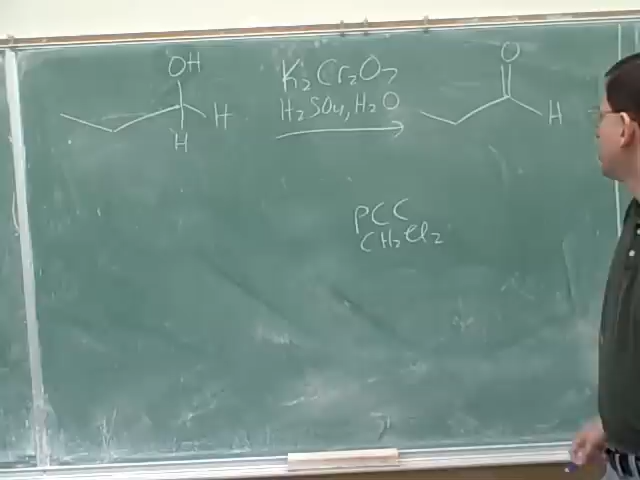 OH
H
H
K₂Cr₂O₇
H₂SO₄, H₂O
O
H
PCC
CH₂Cl₂